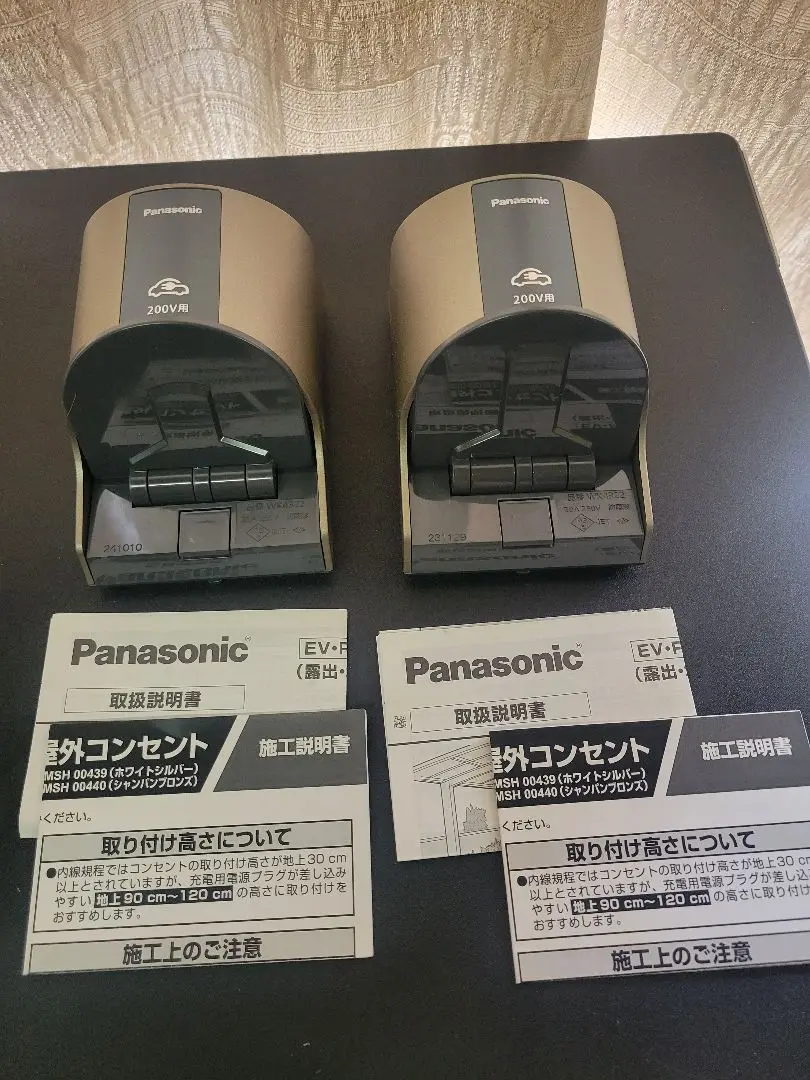 Panasonic
200V用
品番 WK4322
241010
Panasonic
200V用
品番 WK4322
20A 250V
JET
231129
Panasonic
EV・P
取扱説明書
(露出・
屋外コンセント
施工説明書
MSH 00439(ホワイトシルバー)
MSH 00440(シャンパンブロンズ)
ください。
取り付け高さについて
●内線規程ではコンセントの取り付け高さが地上30 cm
以上とされていますが、充電用電源プラグが差し込み
やすい 地上90 cm〜120 cm の高さに取り付けを
おすすめします。
施工上のご注意
Panasonic
EV・
取扱説明書
(露出・
屋外コンセント
施工説明書
MSH 00439(ホワイトシルバー)
MSH 00440(シャンパンブロンズ)
ください。
取り付け高さについて
●内線規程ではコンセントの取り付け高さが地上30 c
以上とされていますが、充電用電源プラグが差し込
やすい 地上90 cm〜120 cm の高さに取り付け
おすすめします。
施工上のご注意